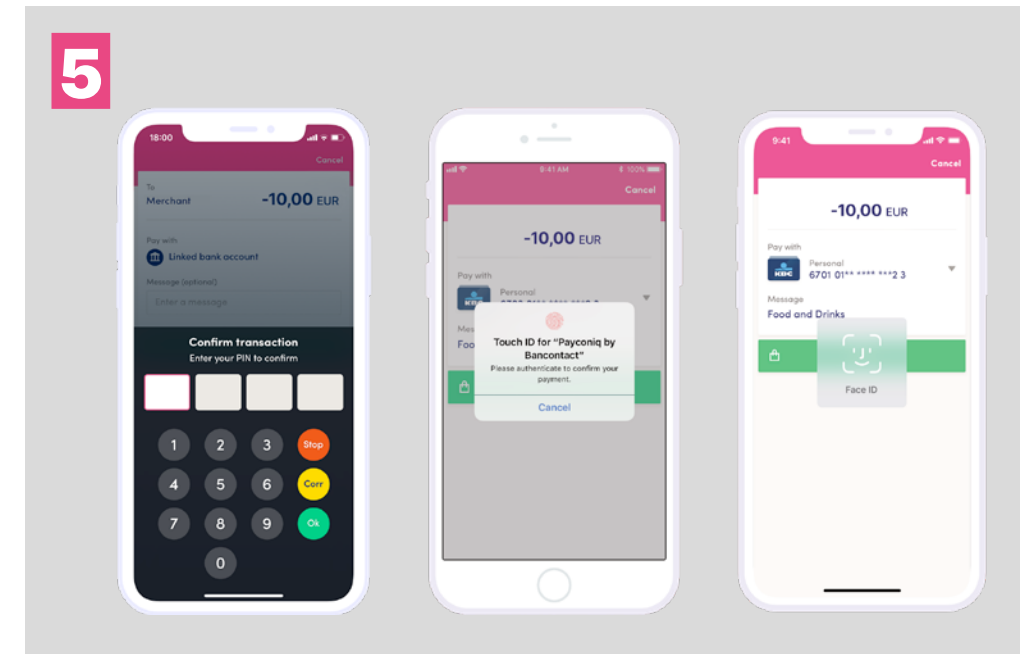 5
18:00
Cancel
To
Merchant
-10,00 EUR
Pay with
Linked bank account
Message (optional)
Enter a message
Confirm transaction
Enter your PIN to confirm
1 2 3 Stop
4 5 6 Corr
7 8 9 Ok
0
9:41 AM 100%
Cancel
-10,00 EUR
Pay with
KBC
Personal
Mes
Foo
Touch ID for “Payconiq by
Bancontact”
Please authenticate to confirm your
payment.
Cancel
9:41
Cancel
-10,00 EUR
Pay with
KBC
Personal
6701 01** **** ***2 3
Message
Food and Drinks
Face ID